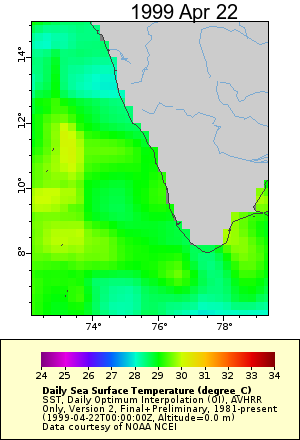 1999 Apr 22
14°
12°
10°
8°
74° 76° 78°
24 25 26 27 28 29 30 31 32 33 34
Daily Sea Surface Temperature (degree_C)
SST, Daily Optimum Interpolation (OI), AVHRR
Only, Version 2, Final+Preliminary, 1981-present
(1999-04-22T00:00:00Z, Altitude=0.0 m)
Data courtesy of NOAA NCEI